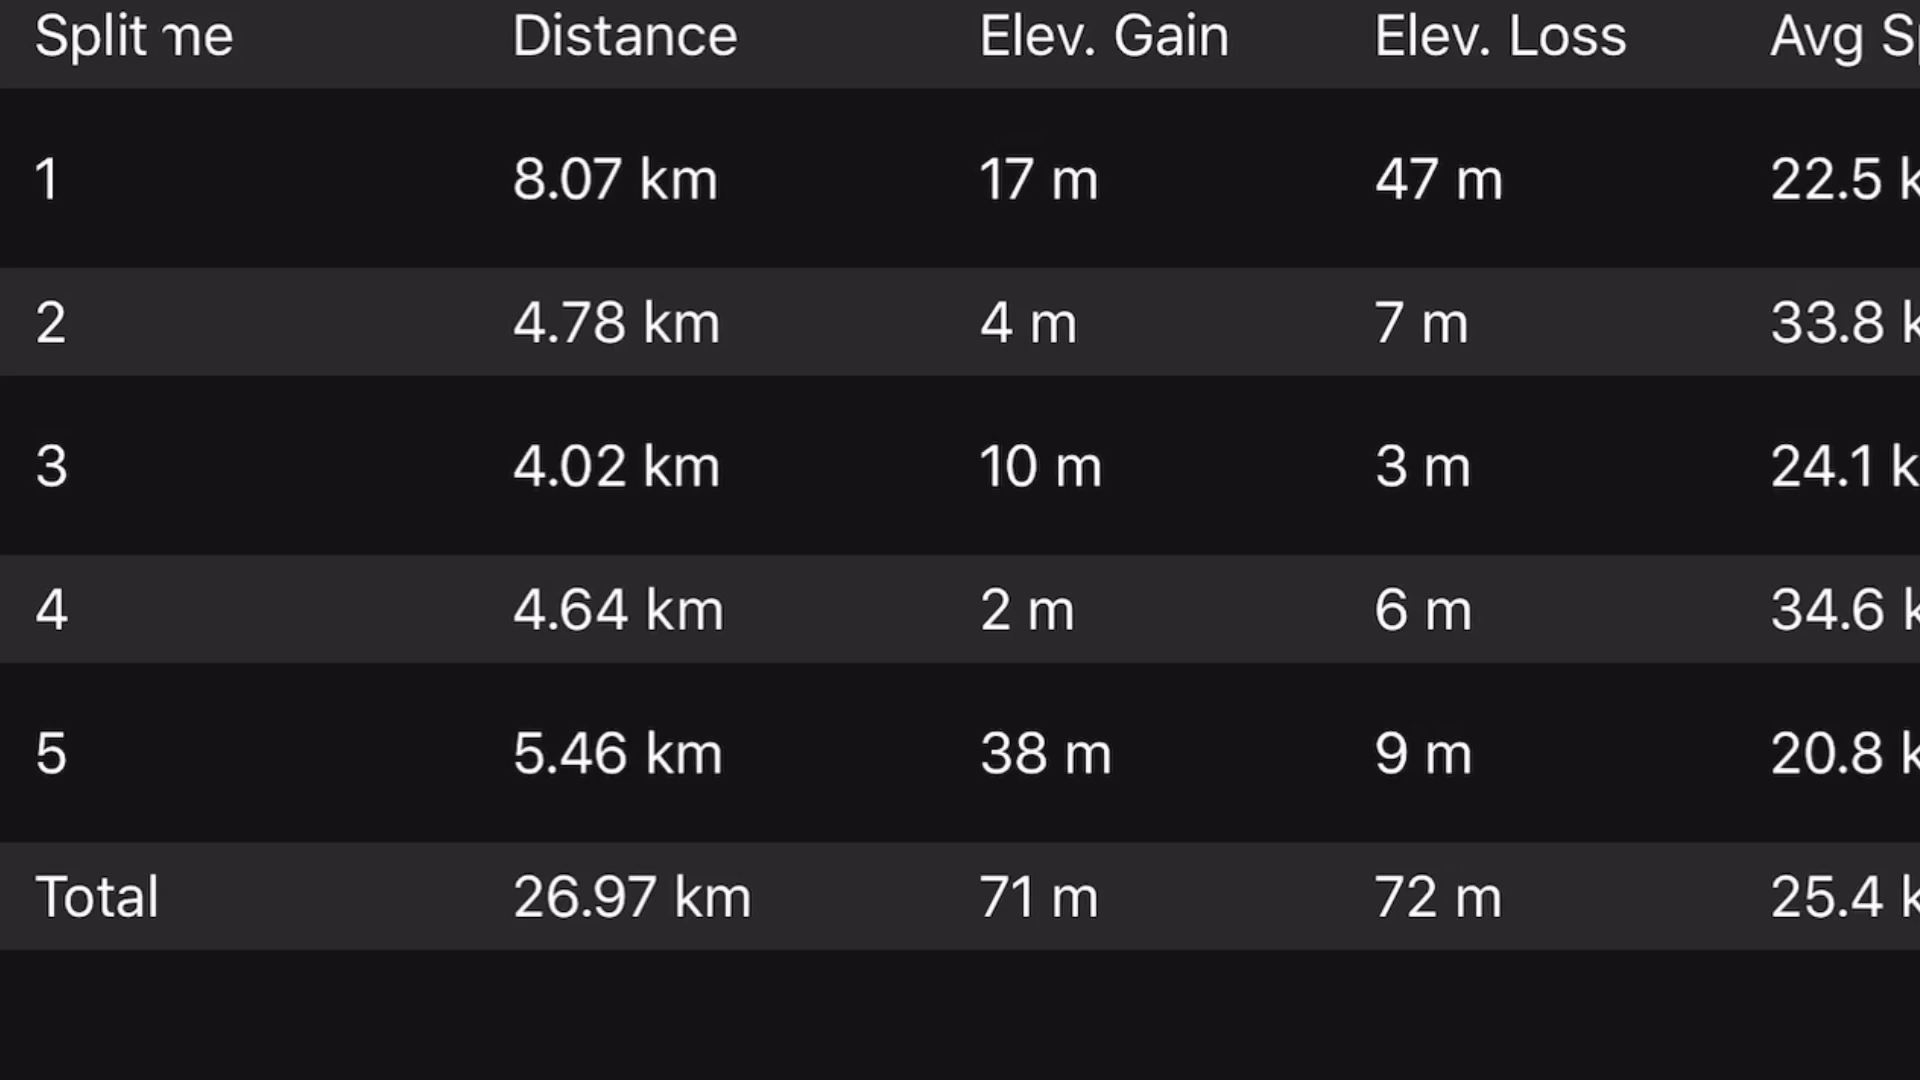 Split me Distance Elev. Gain Elev. Loss Avg Sp
1 8.07 km 17 m 47 m 22.5 k
2 4.78 km 4 m 7 m 33.8 k
3 4.02 km 10 m 3 m 24.1 k
4 4.64 km 2 m 6 m 34.6 k
5 5.46 km 38 m 9 m 20.8 k
Total 26.97 km 71 m 72 m 25.4 k